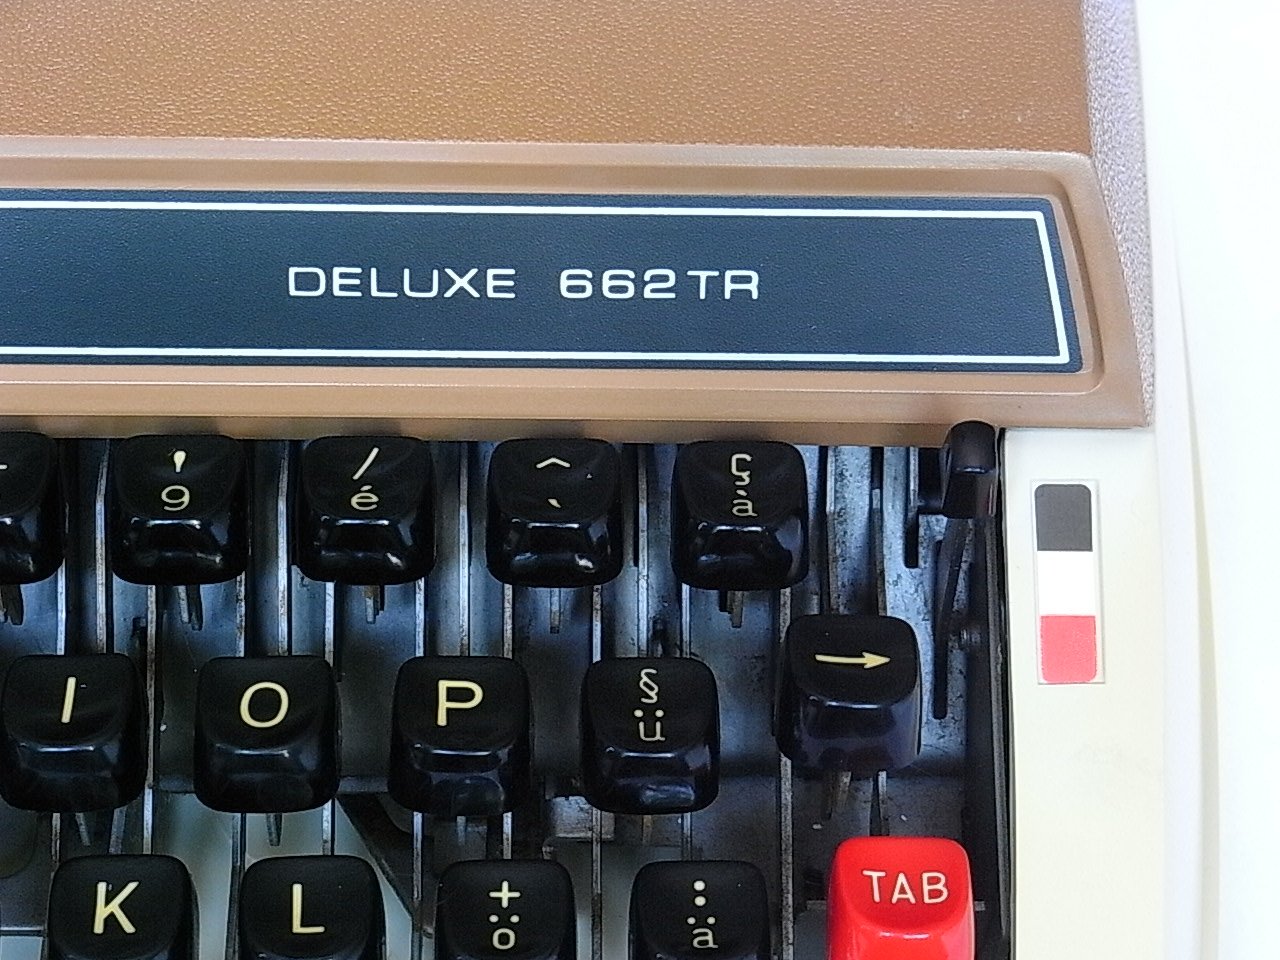 DELUXE 662TR
' / ^ ç
9 é ` à
→
I O P § ü
TAB
K L + ö : ä